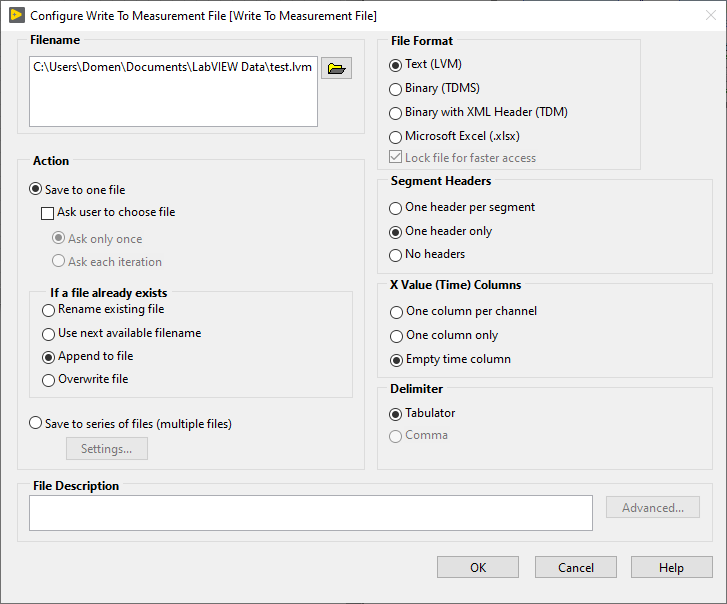 Configure Write To Measurement File [Write To Measurement File]
Filename
C:\Users\Domen\Documents\LabVIEW Data\test.lvm
Action
Save to one file
Ask user to choose file
Ask only once
Ask each iteration
If a file already exists
Rename existing file
Use next available filename
Append to file
Overwrite file
Save to series of files (multiple files)
Settings...
File Format
Text (LVM)
Binary (TDMS)
Binary with XML Header (TDM)
Microsoft Excel (.xlsx)
Lock file for faster access
Segment Headers
One header per segment
One header only
No headers
X Value (Time) Columns
One column per channel
One column only
Empty time column
Delimiter
Tabulator
Comma
File Description
Advanced...
OK
Cancel
Help